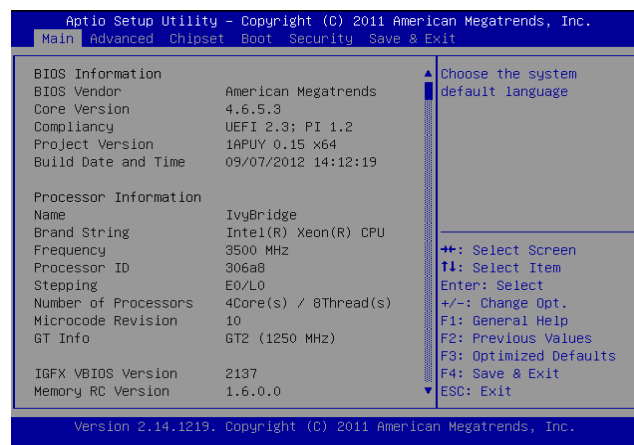 Aptio Setup Utility – Copyright (C) 2011 American Megatrends, Inc.
Main Advanced Chipset Boot Security Save & Exit
BIOS Information
BIOS Vendor American Megatrends
Core Version 4.6.5.3
Compliancy UEFI 2.3; PI 1.2
Project Version 1APUY 0.15 x64
Build Date and Time 09/07/2012 14:12:19
Processor Information
Name IvyBridge
Brand String Intel(R) Xeon(R) CPU
Frequency 3500 MHz
Processor ID 306a8
Stepping E0/L0
Number of Processors 4Core(s) / 8Thread(s)
Microcode Revision 10
GT Info GT2 (1250 MHz)
IGFX VBIOS Version 2137
Memory RC Version 1.6.0.0
Choose the system
default language
→←: Select Screen
↑↓: Select Item
Enter: Select
+/-: Change Opt.
F1: General Help
F2: Previous Values
F3: Optimized Defaults
F4: Save & Exit
ESC: Exit
Version 2.14.1219. Copyright (C) 2011 American Megatrends, Inc.